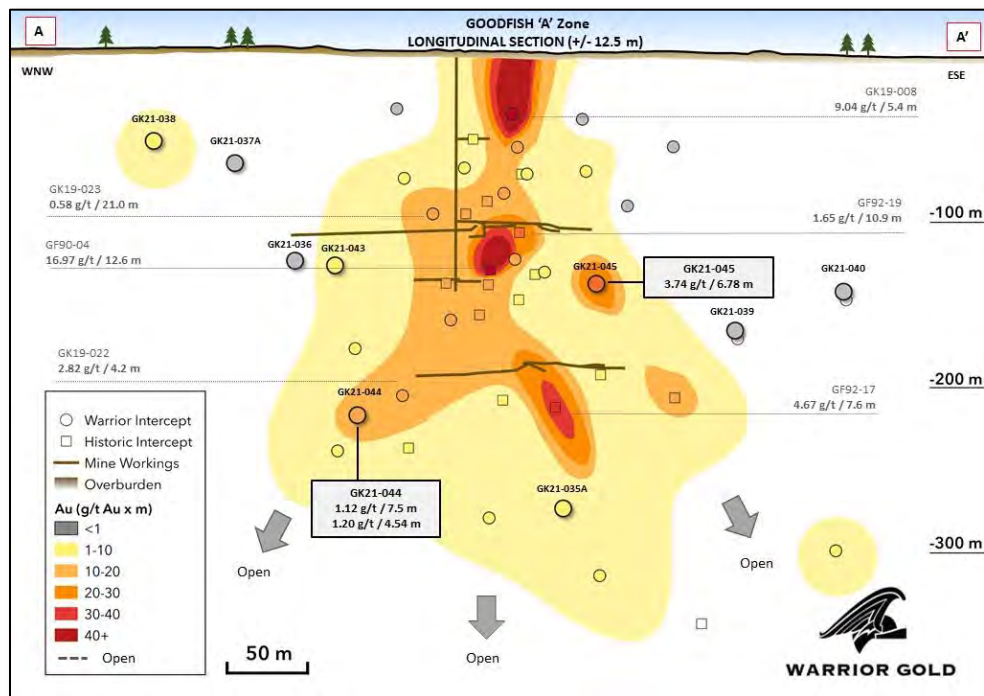 GOODFISH 'A' Zone
LONGITUDINAL SECTION (+/- 12.5 m)
A
A'
WNW
ESE
GK19-008
9.04 g/t / 5.4 m
GK21-038
GK21-037A
GK19-023
0.58 g/t / 21.0 m
GF92-19
1.65 g/t / 10.9 m
-100 m
GF90-04
16.97 g/t / 12.6 m
GK21-036
GK21-043
GK21-045
GK21-045
3.74 g/t / 6.78 m
GK21-040
GK21-039
GK19-022
2.82 g/t / 4.2 m
-200 m
GK21-044
GF92-17
4.67 g/t / 7.6 m
Warrior Intercept
Historic Intercept
Mine Workings
Overburden
Au (g/t Au x m)
<1
1-10
10-20
20-30
30-40
40+
Open
GK21-044
1.12 g/t / 7.5 m
1.20 g/t / 4.54 m
GK21-035A
-300 m
Open
Open
Open
50 m
WARRIOR GOLD